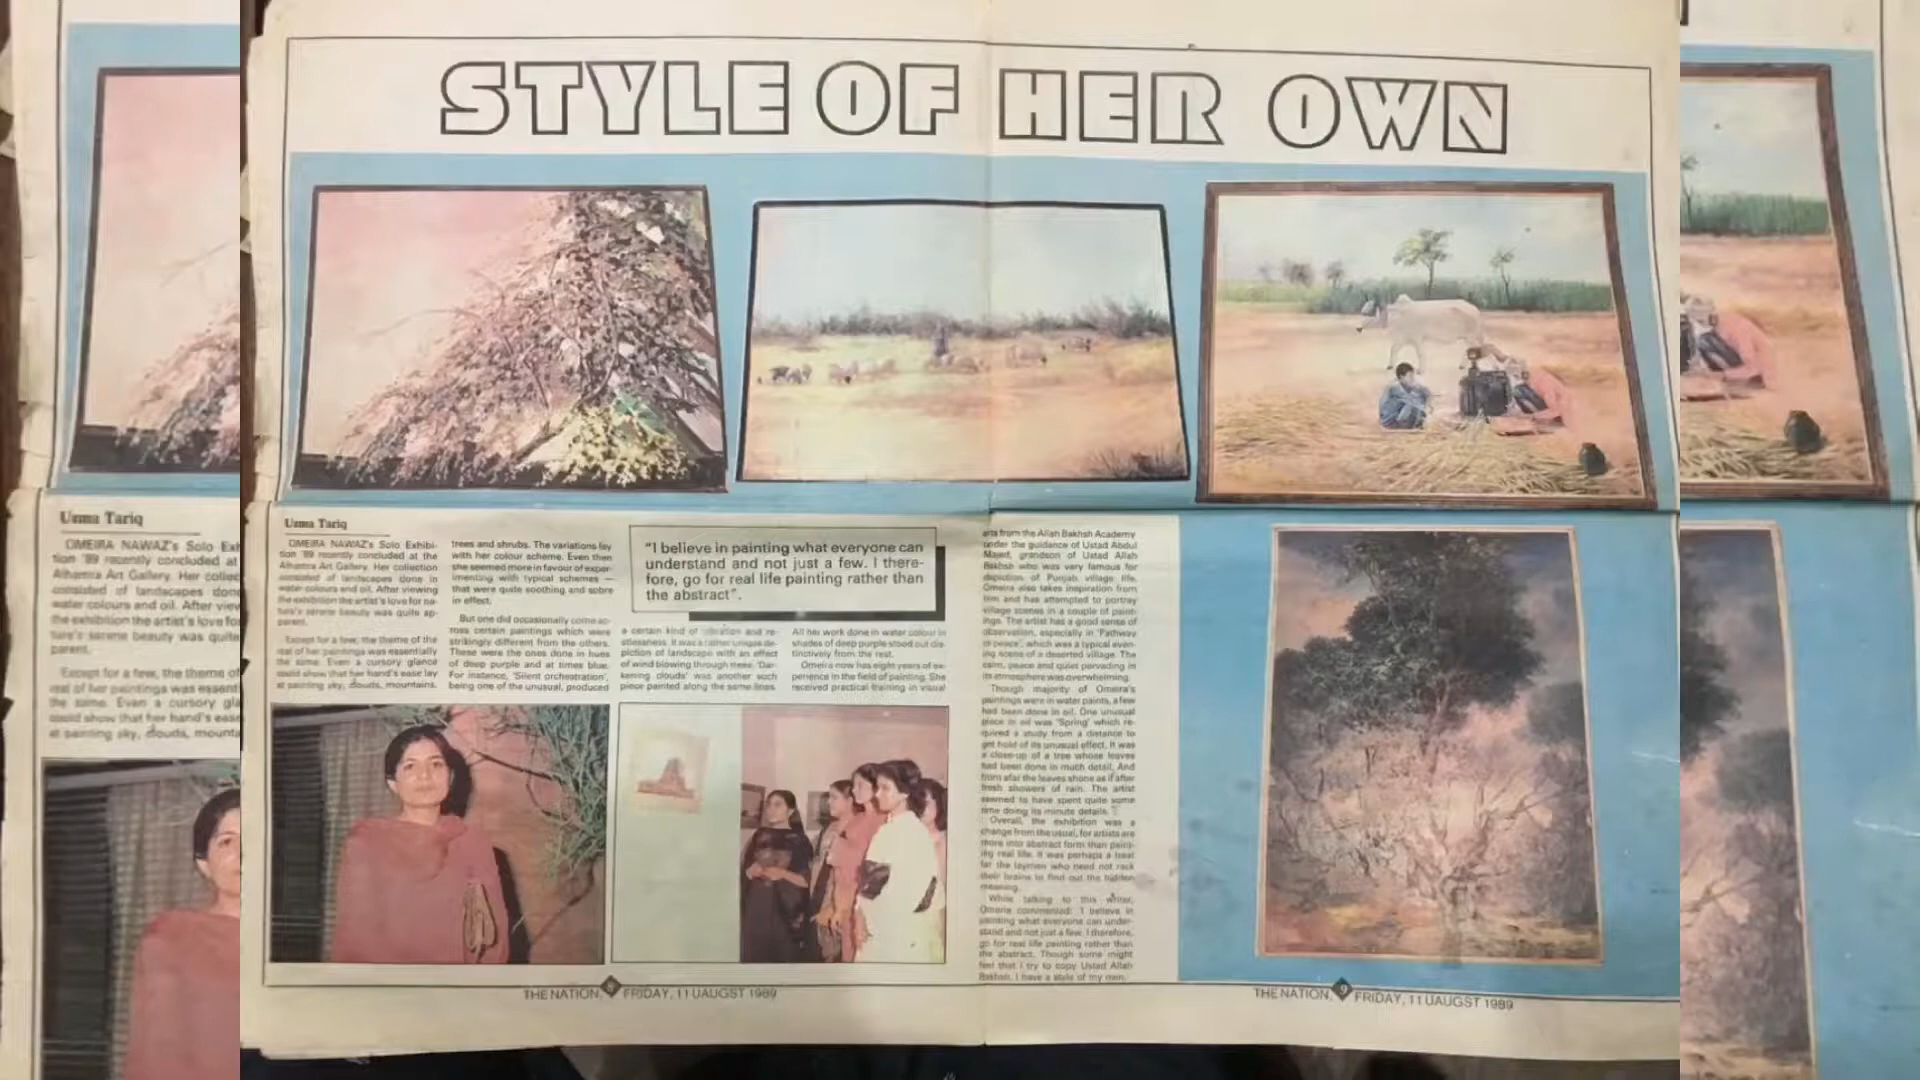 STYLE OF HER OWN
Uzma Tariq
OMEIRA NAWAZ's Solo Exhibi-
tion '89 recently concluded at the
Alhamra Art Gallery. Her collection
consisted of landscapes done in
water colours and oil. After viewing
the exhibition the artist's love for na-
ture's serene beauty was quite ap-
parent.
Except for a few, the theme of the
rest of her paintings was essentially
the same. Even a cursory glance
could show that her hand's ease lay
at painting sky, clouds, mountains,
trees and shrubs. The variations lay
with her colour scheme. Even then
she seemed more in favour of exper-
imenting with typical schemes —
that were quite soothing and sobre
in effect.
But one did occasionally come ac-
ross certain paintings which were
strikingly different from the others.
These were the ones done in hues
of deep purple and at times blue.
For instance, 'Silent orchestration',
being one of the unusual, produced
"I believe in painting what everyone can
understand and not just a few. I there-
fore, go for real life painting rather than
the abstract".
a certain kind of vibration and re-
stlessness. It was a rather unique de-
piction of landscape with an effect
of wind blowing through trees. 'Dar-
kening clouds' was another such
piece painted along the same lines.
All her work done in water colour in
shades of deep purple stood out dis-
tinctively from the rest.
Omeira now has eight years of ex-
perience in the field of painting. She
received practical training in visual
arts from the Allah Bakhsh Academy
under the guidance of Ustad Abdul
Majed, grandson of Ustad Allah
Bakhsh who was very famous for
depiction of Punjab village life.
Omeira also takes inspiration from
him and has attempted to portray
village scenes in a couple of paint-
ings. The artist has a good sense of
observation, especially in 'Pathway
to peace', which was a typical even-
ing scene of a deserted village. The
calm, peace and quiet pervading in
its atmosphere was overwhelming.
Though majority of Omeira's
paintings were in water paints, a few
had been done in oil. One unusual
piece in oil was 'Spring' which re-
quired a study from a distance to
get hold of its unusual effect. It was
a close-up of a tree whose leaves
had been done in much detail. And
from afar the leaves shone as if after
fresh showers of rain. The artist
seemed to have spent quite some
time doing its minute details.
Overall, the exhibition was a
change from the usual, for artists are
more into abstract form than paint-
ing real life. It was perhaps a treat
for the laymen who need not rack
their brains to find out the hidden
meaning.
While talking to this writer,
Omeira commented: 'I believe in
painting what everyone can under-
stand and not just a few. I therefore,
go for real life painting rather than
the abstract. Though some might
feel that I try to copy Ustad Allah
Bakhsh, I have a style of my own.
THE NATION, 8 FRIDAY, 11 UAUGST 1989
THE NATION, 9 FRIDAY, 11 UAUGST 1989